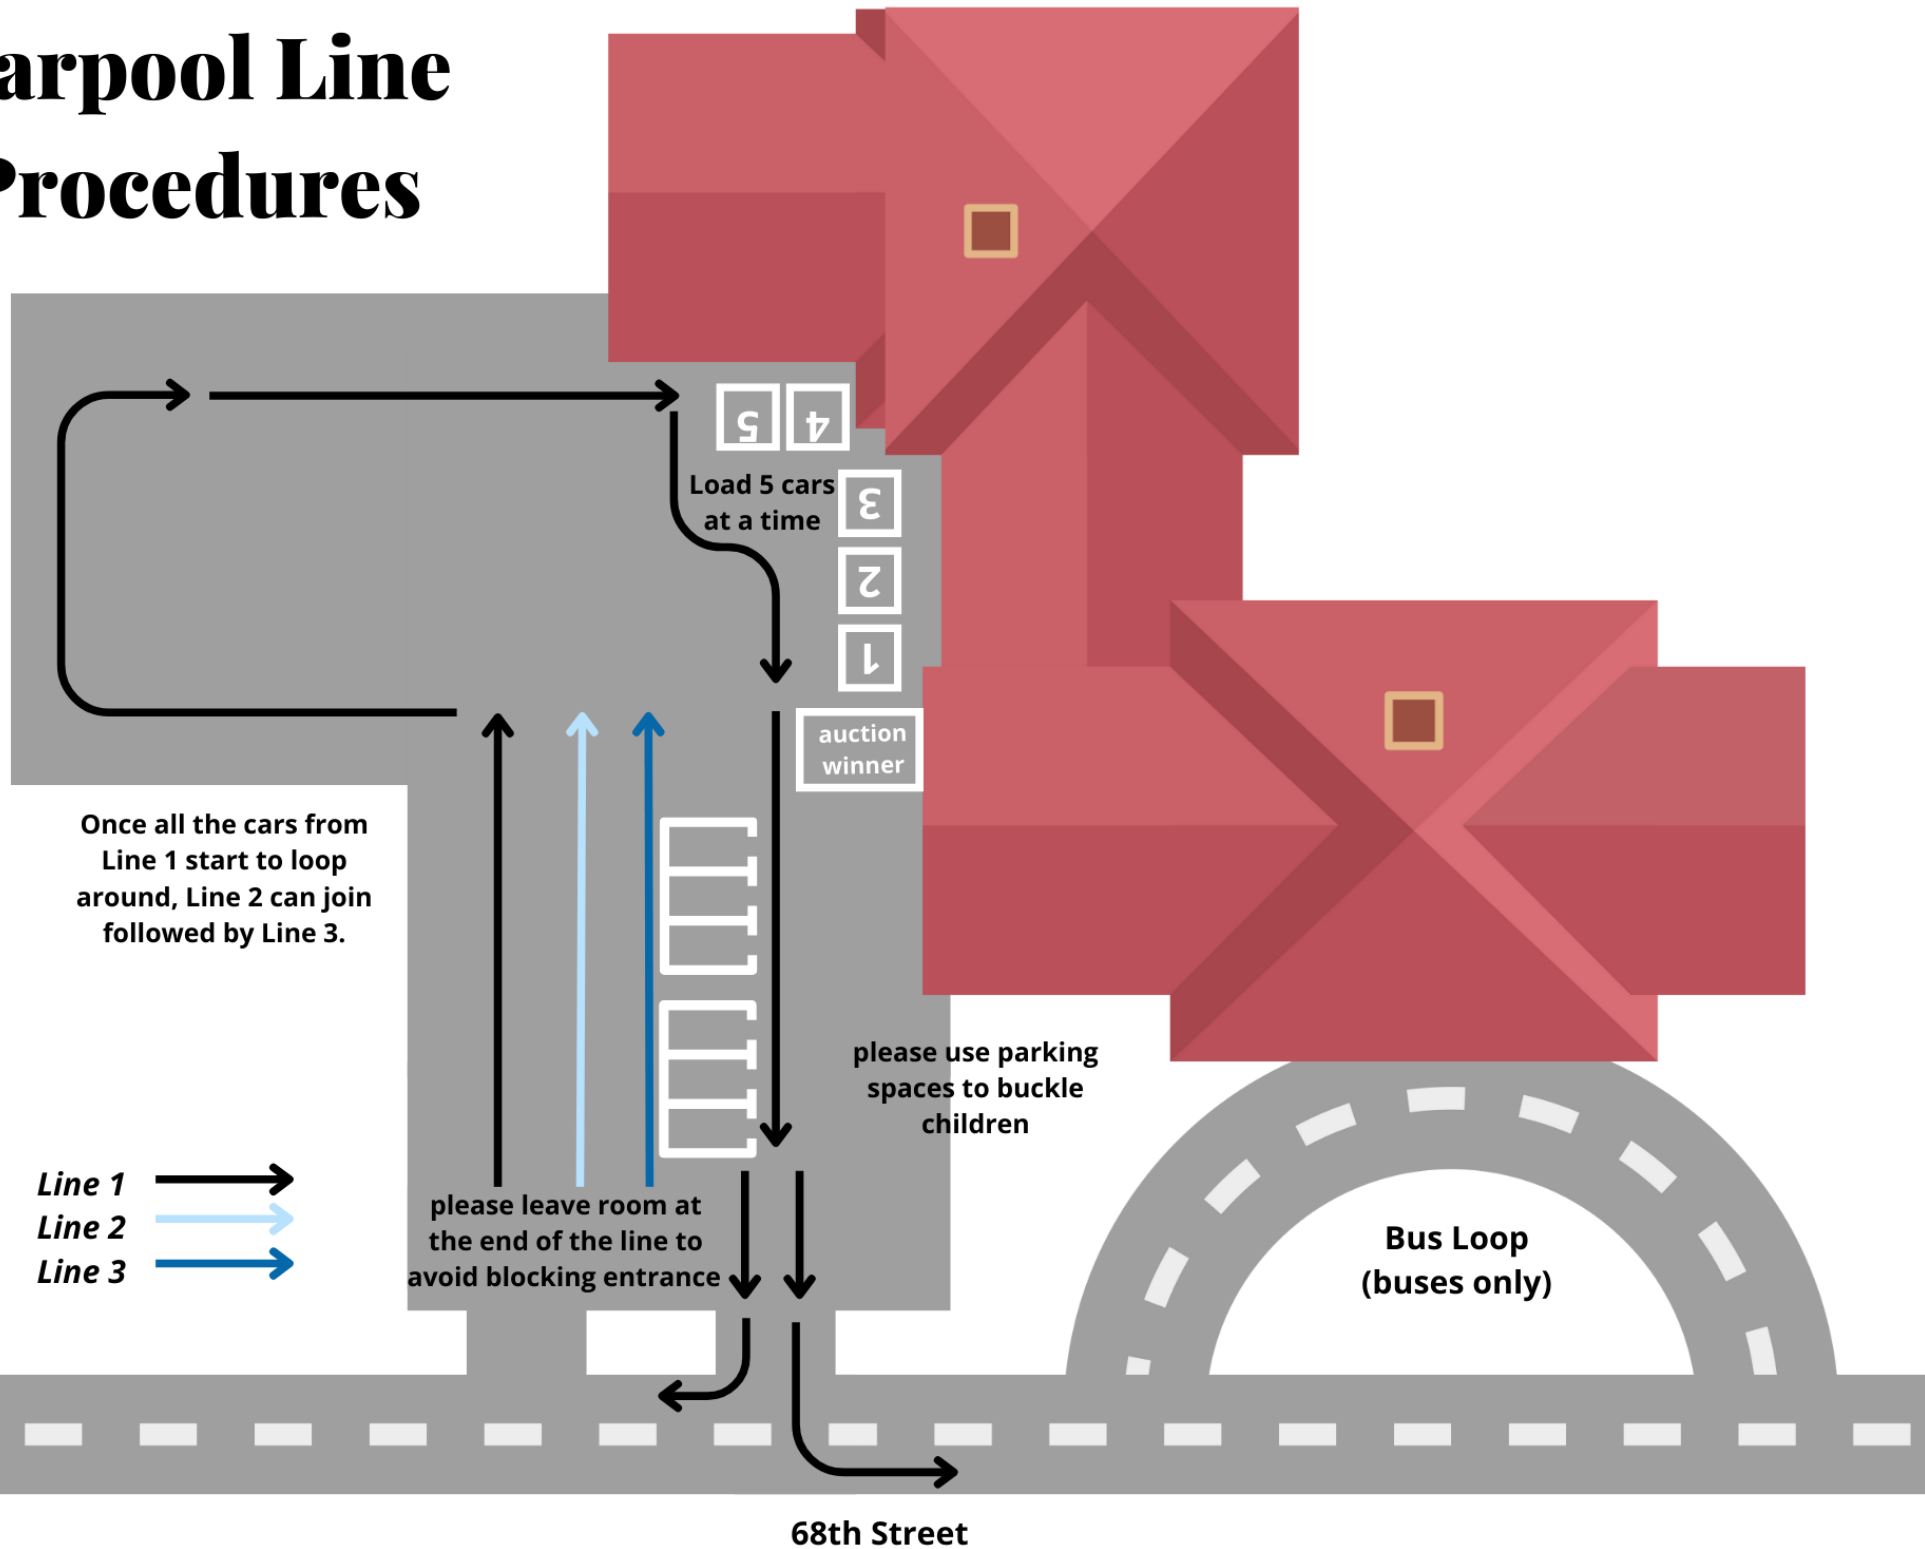 arpool Line
Procedures
5
4
Load 5 cars
at a time
3
2
1
auction
winner
Once all the cars from
Line 1 start to loop
around, Line 2 can join
followed by Line 3.
please use parking
spaces to buckle
children
Line 1
Line 2
Line 3
please leave room at
the end of the line to
avoid blocking entrance
Bus Loop
(buses only)
68th Street